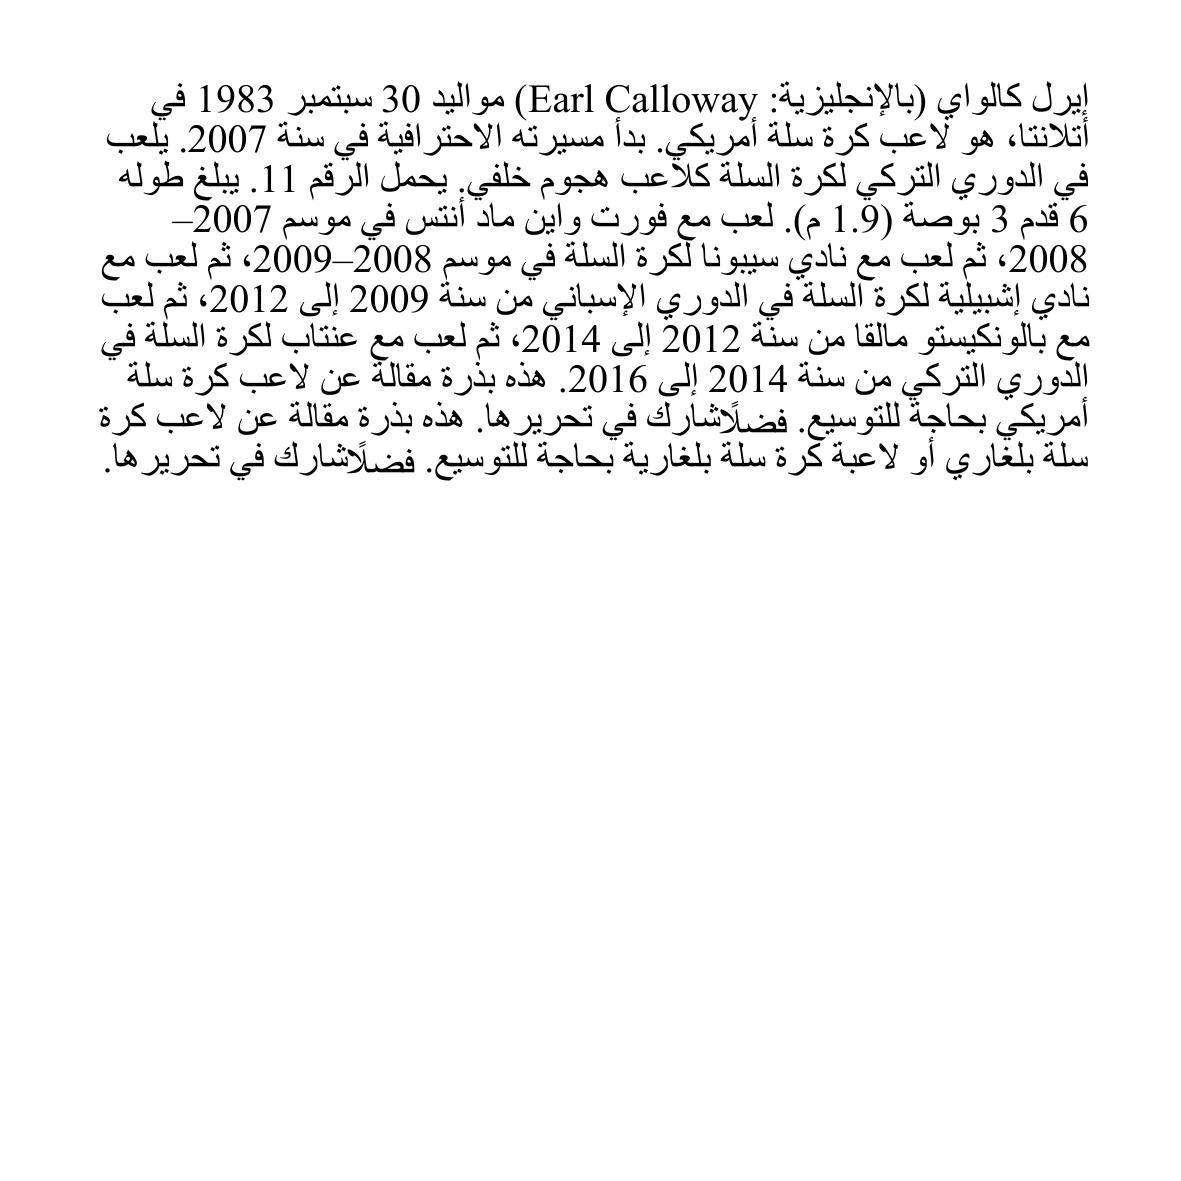 إيرل كالواي (بالإنجليزية: Earl Calloway) مواليد 30 سبتمبر 1983 في
أتلانتا، هو لاعب كرة سلة أمريكي. بدأ مسيرته الاحترافية في سنة 2007. يلعب
في الدوري التركي لكرة السلة كلاعب هجوم خلفي. يحمل الرقم 11. يبلغ طوله
6 قدم 3 بوصة (1.9 م). لعب مع فورت واين ماد أنتس في موسم 2007–
2008، ثم لعب مع نادي سيبونا لكرة السلة في موسم 2008–2009، ثم لعب مع
نادي إشبيلية لكرة السلة في الدوري الإسباني من سنة 2009 إلى 2012، ثم لعب
مع بالونكيستو مالقا من سنة 2012 إلى 2014، ثم لعب مع عنتاب لكرة السلة في
الدوري التركي من سنة 2014 إلى 2016. هذه بذرة مقالة عن لاعب كرة سلة
أمريكي بحاجة للتوسيع. فضلًاشارك في تحريرها. هذه بذرة مقالة عن لاعب كرة
سلة بلغاري أو لاعبة كرة سلة بلغارية بحاجة للتوسيع. فضلًاشارك في تحريرها.